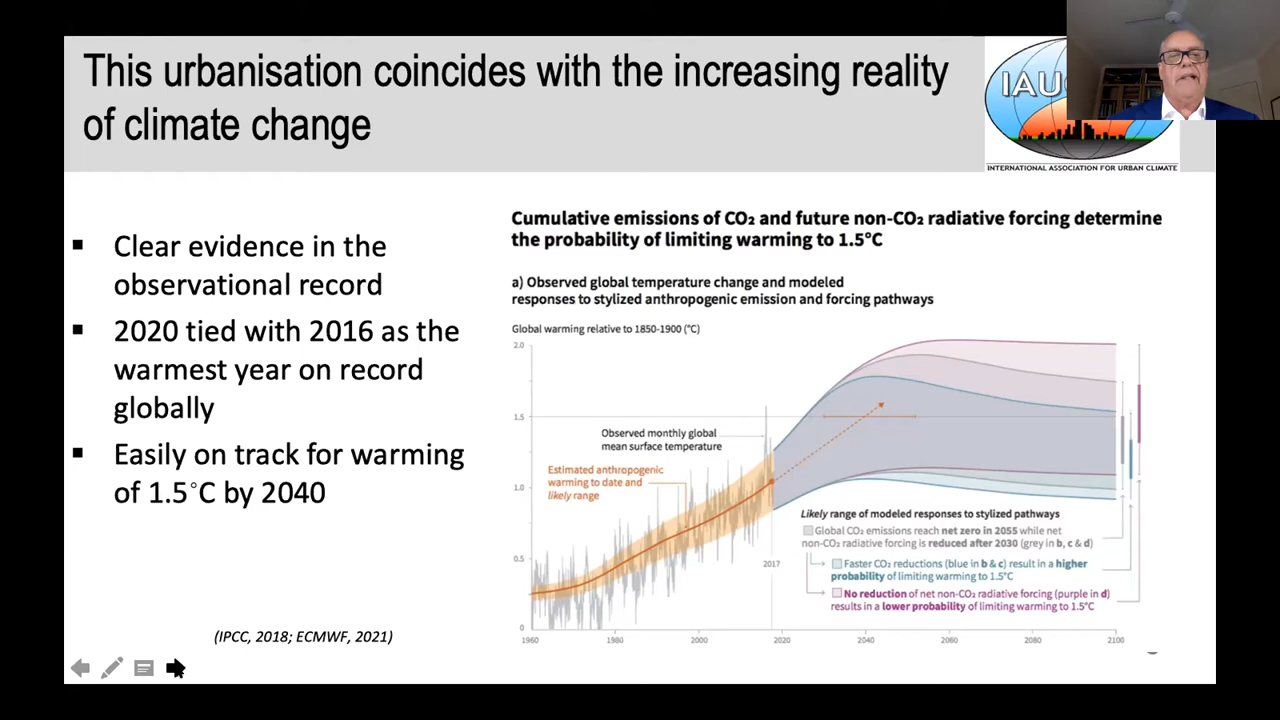 This urbanisation coincides with the increasing reality
of climate change
IAU
INTERNATIONAL ASSOCIATION FOR URBAN CLIMATE
▪ Clear evidence in the
observational record
▪ 2020 tied with 2016 as the
warmest year on record
globally
▪ Easily on track for warming
of 1.5°C by 2040
(IPCC, 2018; ECMWF, 2021)
Cumulative emissions of CO₂ and future non-CO₂ radiative forcing determine
the probability of limiting warming to 1.5°C
a) Observed global temperature change and modeled
responses to stylized anthropogenic emission and forcing pathways
Global warming relative to 1850-1900 (°C)
2.0
1.5
1.0
0.5
0
Observed monthly global
mean surface temperature
Estimated anthropogenic
warming to date and
likely range
2017
Likely range of modeled responses to stylized pathways
Global CO₂ emissions reach net zero in 2055 while net
non-CO₂ radiative forcing is reduced after 2030 (grey in b, c & d)
Faster CO₂ reductions (blue in b & c) result in a higher
probability of limiting warming to 1.5°C
No reduction of net non-CO₂ radiative forcing (purple in d)
results in a lower probability of limiting warming to 1.5°C
1960 1980 2000 2020 2040 2060 2080 2100